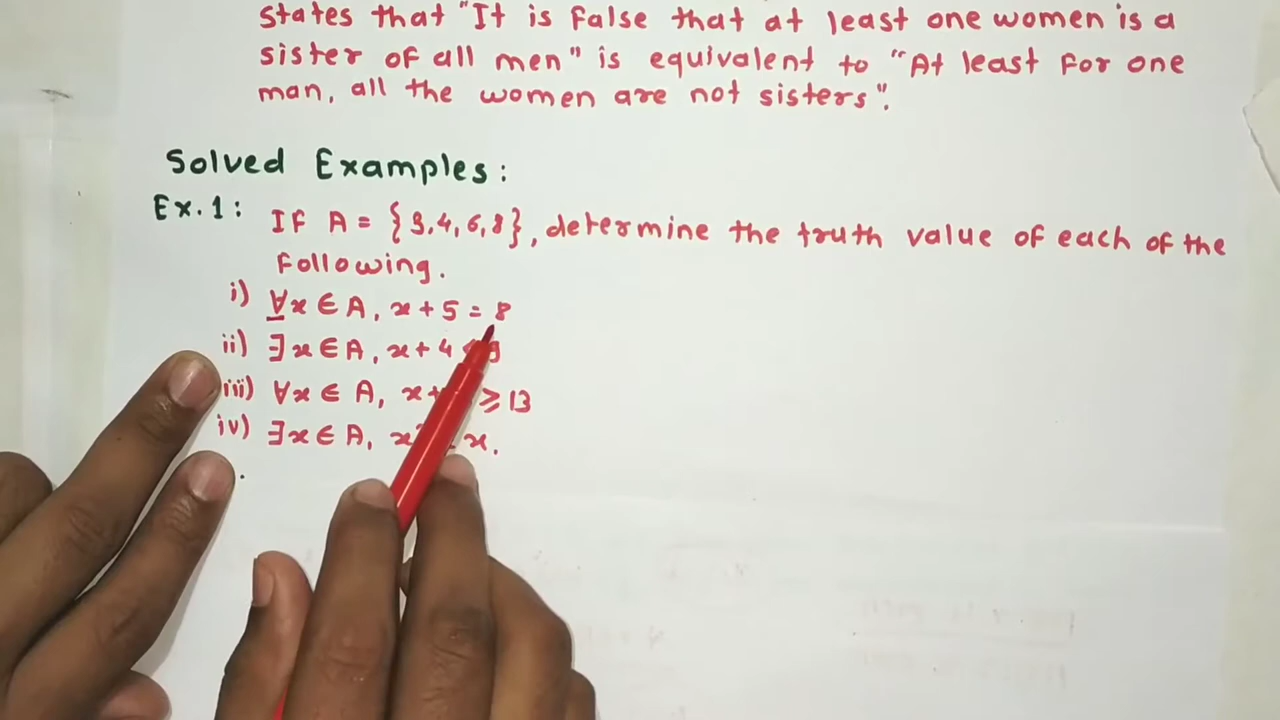 States that "It is false that at least one women is a
sister of all men" is equivalent to "At least for one
man, all the women are not sisters".
Solved Examples:
Ex.1: If A = {3,4,6,8}, determine the truth value of each of the
following.
i) ∀x ∈ A, x + 5 = 8
ii) ∃x ∈ A, x + 4
iii) ∀x ∈ A, x+ ≥ 13
iv) ∃x ∈ A, x x.